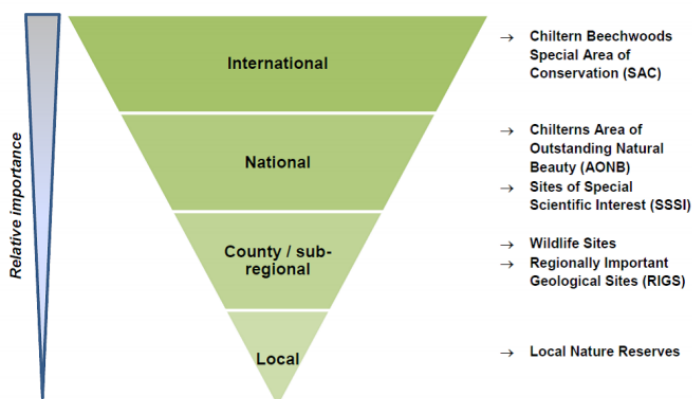 Relative importance
International
→ Chiltern Beechwoods
Special Area of
Conservation (SAC)
National
→ Chilterns Area of
Outstanding Natural
Beauty (AONB)
→ Sites of Special
Scientific Interest (SSSI)
County / sub-
regional
→ Wildlife Sites
→ Regionally Important
Geological Sites (RIGS)
Local
→ Local Nature Reserves